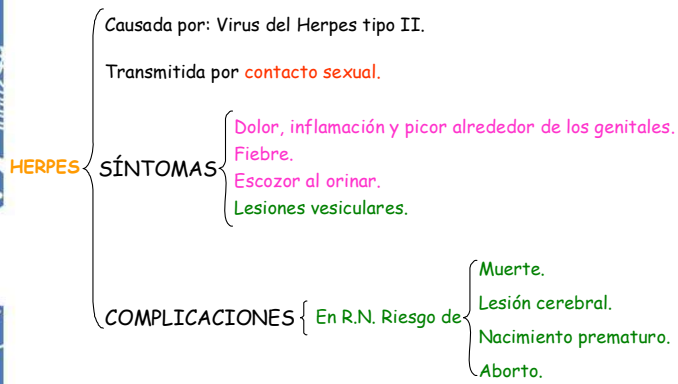 Causada por: Virus del Herpes tipo II.
Transmitida por contacto sexual.
HERPES
SÍNTOMAS
Dolor, inflamación y picor alrededor de los genitales.
Fiebre.
Escozor al orinar.
Lesiones vesiculares.
COMPLICACIONES
En R.N. Riesgo de
Muerte.
Lesión cerebral.
Nacimiento prematuro.
Aborto.